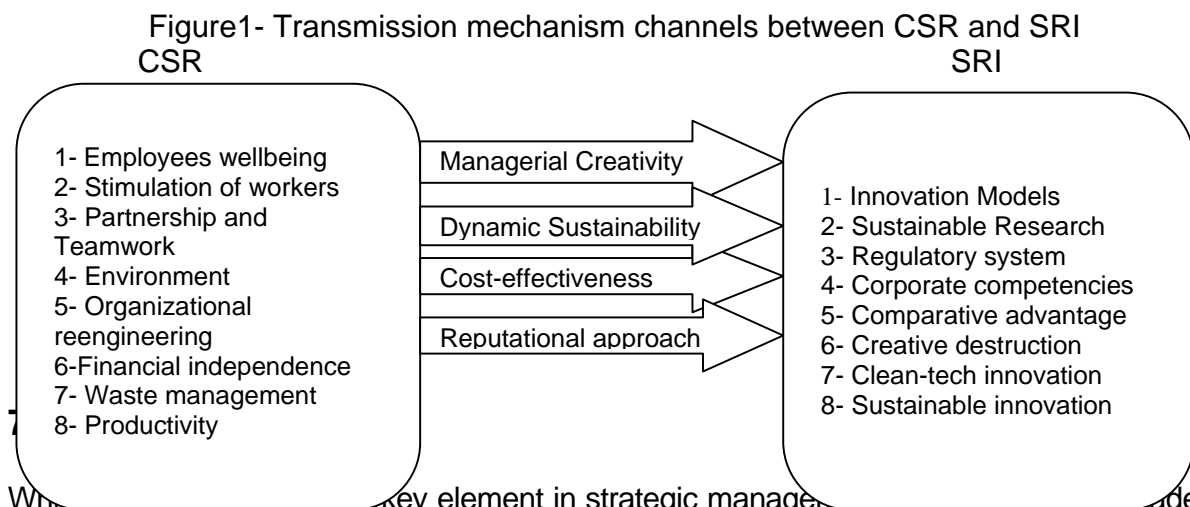 Figure1- Transmission mechanism channels between CSR and SRI
CSR
SRI
1- Employees wellbeing
2- Stimulation of workers
3- Partnership and
Teamwork
4- Environment
5- Organizational
reengineering
6-Financial independence
7- Waste management
8- Productivity
Managerial Creativity
Dynamic Sustainability
Cost-effectiveness
Reputational approach
1- Innovation Models
2- Sustainable Research
3- Regulatory system
4- Corporate competencies
5- Comparative advantage
6- Creative destruction
7- Clean-tech innovation
8- Sustainable innovation
key element in strategic